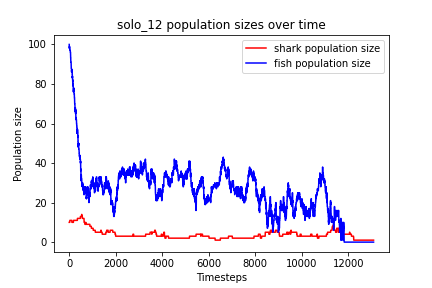 solo_12 population sizes over time
shark population size
fish population size
Population size
100
80
60
40
20
0
0 2000 4000 6000 8000 10000 12000
Timesteps